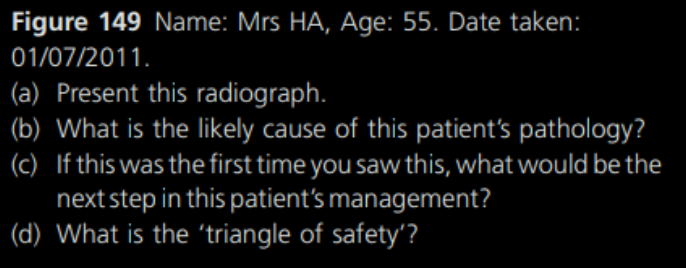 Figure 149 Name: Mrs HA, Age: 55. Date taken:
01/07/2011.
(a) Present this radiograph.
(b) What is the likely cause of this patient’s pathology?
(c) If this was the first time you saw this, what would be the
next step in this patient’s management?
(d) What is the ‘triangle of safety’?